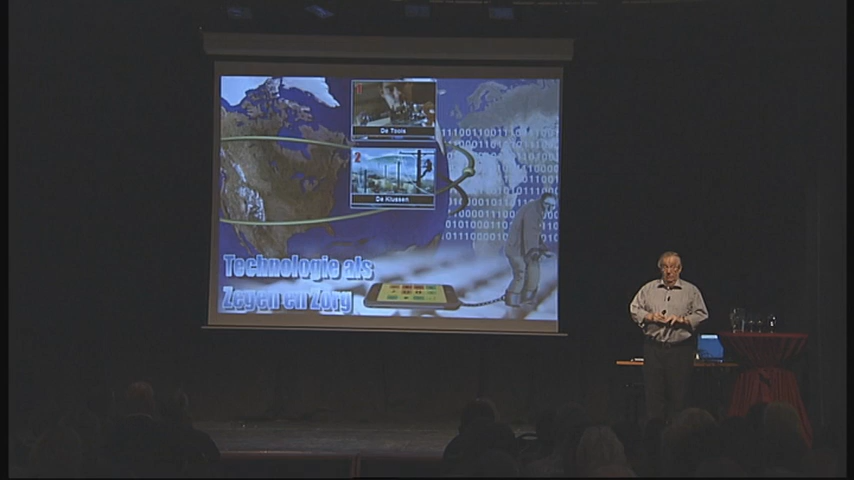 1
De Tools
2
De Klussen
Technologie als
Zegen en Zorg